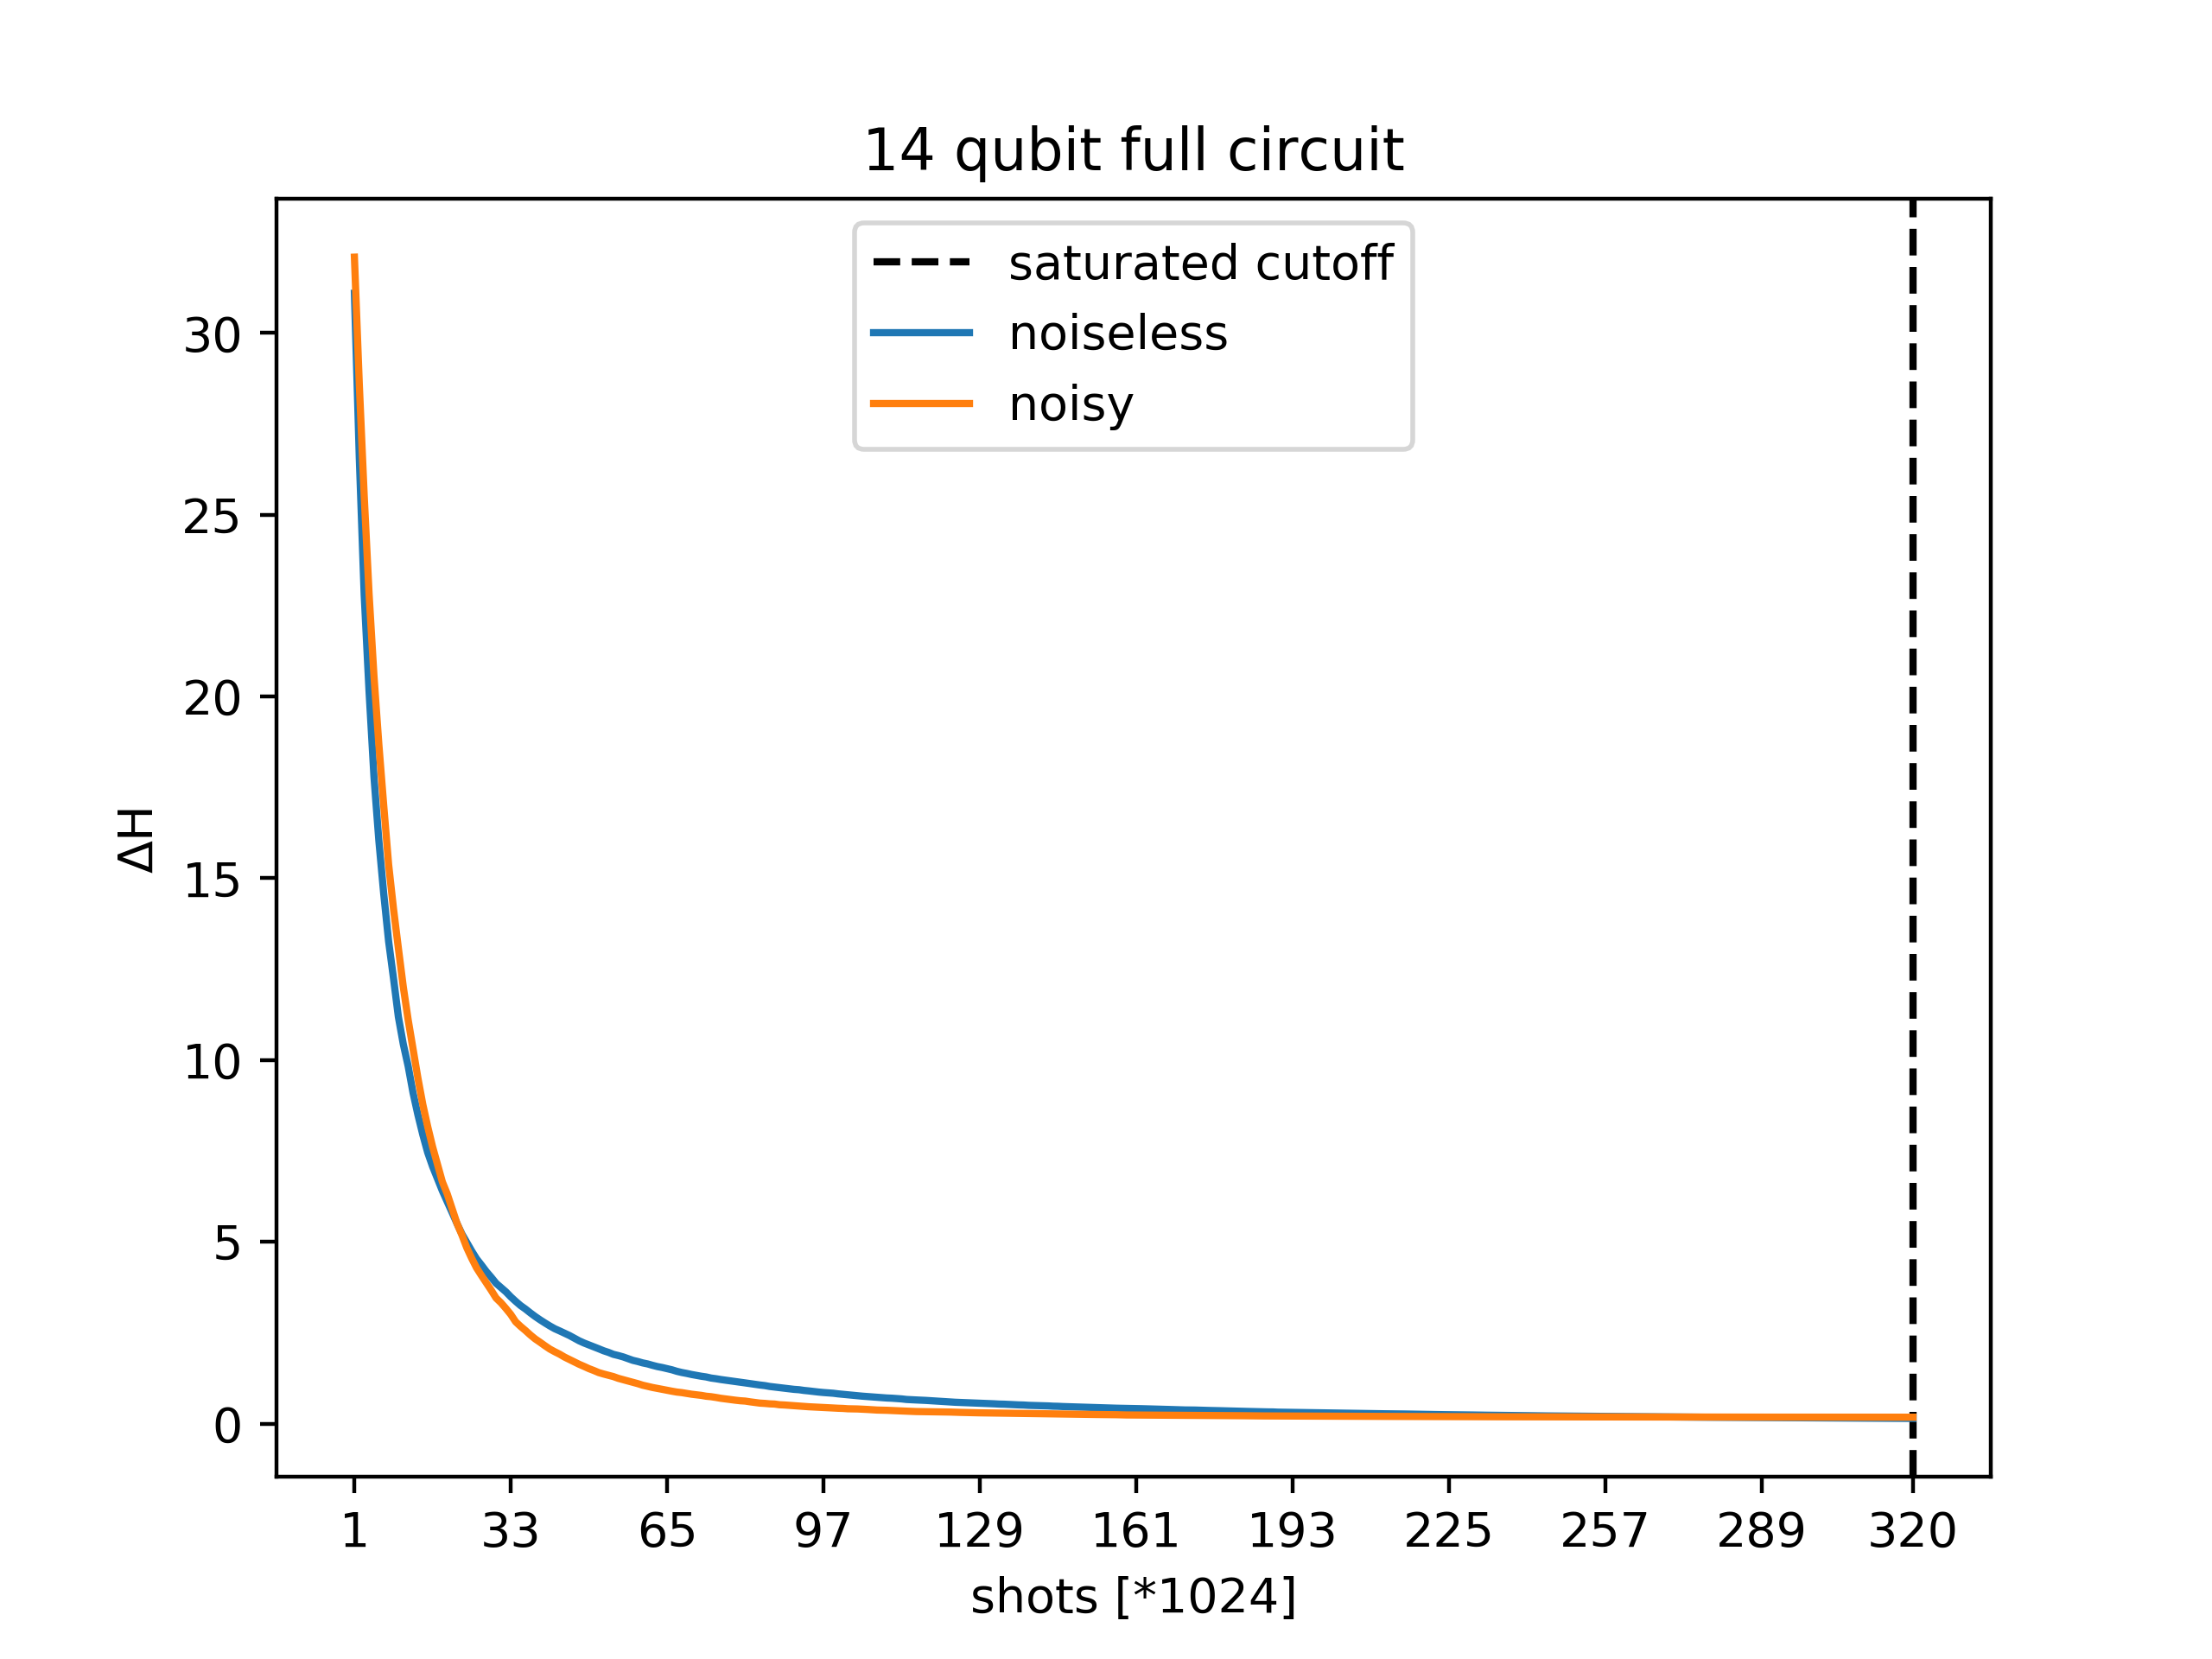 14 qubit full circuit
saturated cutoff
noiseless
noisy
30
25
20
15
10
5
0
ΔH
1 33 65 97 129 161 193 225 257 289 320
shots [*1024]